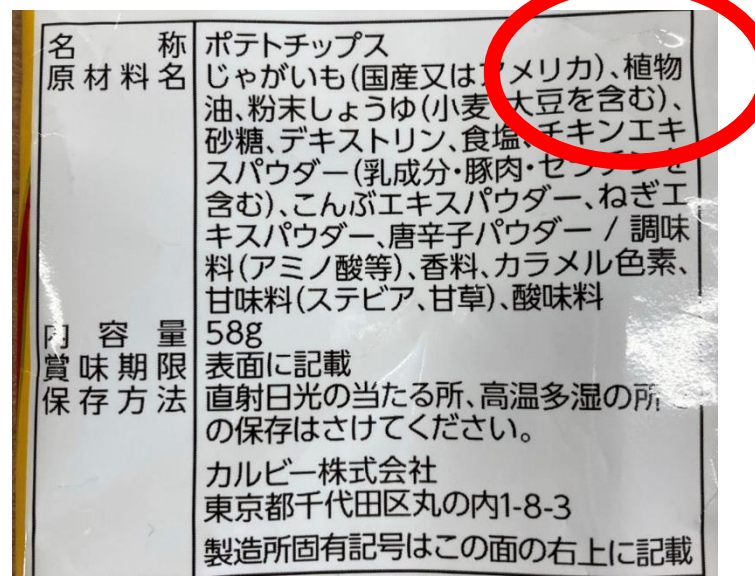 名称 ポテトチップス
原材料名 じゃがいも(国産又はアメリカ)、植物
油、粉末しょうゆ(小麦 大豆を含む)、
砂糖、デキストリン、食塩、チキンエキ
スパウダー(乳成分・豚肉・ゼラチンを
含む)、こんぶエキスパウダー、ねぎエ
キスパウダー、唐辛子パウダー / 調味
料(アミノ酸等)、香料、カラメル色素、
甘味料(ステビア、甘草)、酸味料
内容量 58g
賞味期限 表面に記載
保存方法 直射日光の当たる所、高温多湿の所
の保存はさけてください。
カルビー株式会社
東京都千代田区丸の内1-8-3
製造所固有記号はこの面の右上に記載